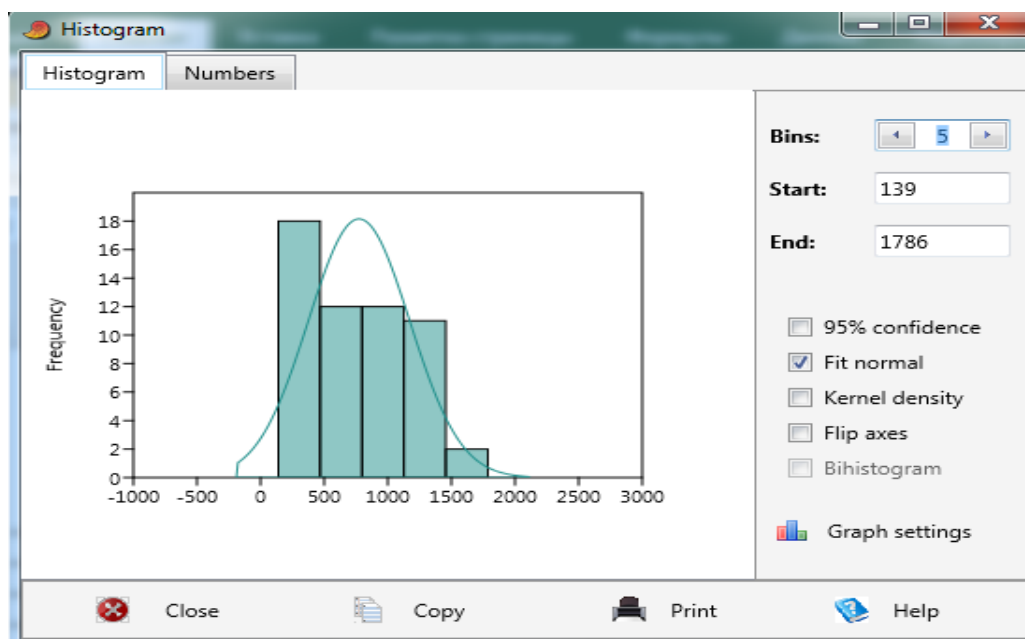 Histogram
Histogram Numbers
Bins: 5
Start: 139
End: 1786
Frequency
18
16
14
12
10
8
6
4
2
0
-1000 -500 0 500 1000 1500 2000 2500 3000
95% confidence
Fit normal
Kernel density
Flip axes
Bihistogram
Graph settings
Close Copy Print Help